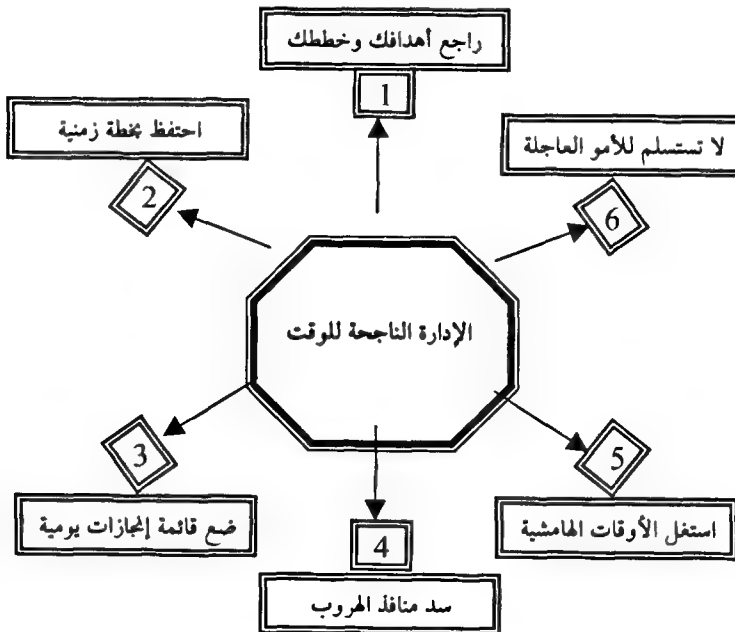 راجع أهدافك وخططك
1
احتفظ بخطة زمنية
2
لا تستسلم للأمو العاجلة
6
الإدارة الناجحة للوقت
3
ضع قائمة إنجازات يومية
5
استغل الأوقات الهامشية
4
سد منافذ الهروب